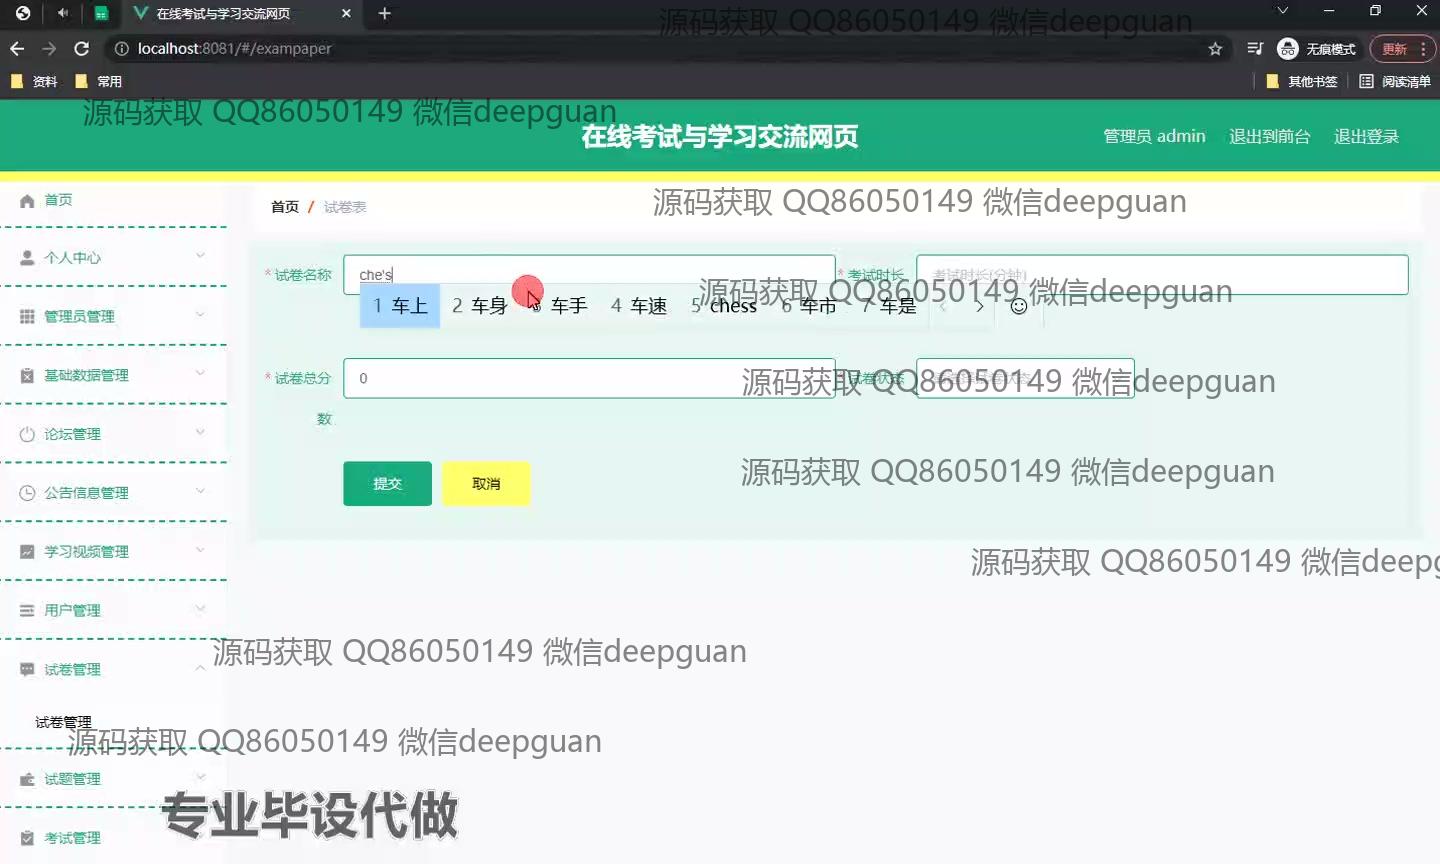 在线考试与学习交流网页
源码获取 QQ86050149 微信deepguan
localhost:8081/#/exampaper
无痕模式
更新
资料
常用
其他书签
阅读清单
源码获取 QQ86050149 微信deepguan
在线考试与学习交流网页
管理员 admin
退出到前台
退出登录
首页
首页 / 试卷表
源码获取 QQ86050149 微信deepguan
个人中心
* 试卷名称
che's
* 考试时长
考试时长(分钟)
源码获取 QQ86050149 微信deepguan
1 车上 2 车身 3 车手 4 车速 5 chess 6 车市 7 车是
管理员管理
基础数据管理
* 试卷总分数
0
试卷状态
源码获取 QQ86050149 微信deepguan
论坛管理
提交
取消
源码获取 QQ86050149 微信deepguan
公告信息管理
学习视频管理
源码获取 QQ86050149 微信deepg
用户管理
源码获取 QQ86050149 微信deepguan
试卷管理
试卷管理
源码获取 QQ86050149 微信deepguan
试题管理
专业毕设代做
考试管理